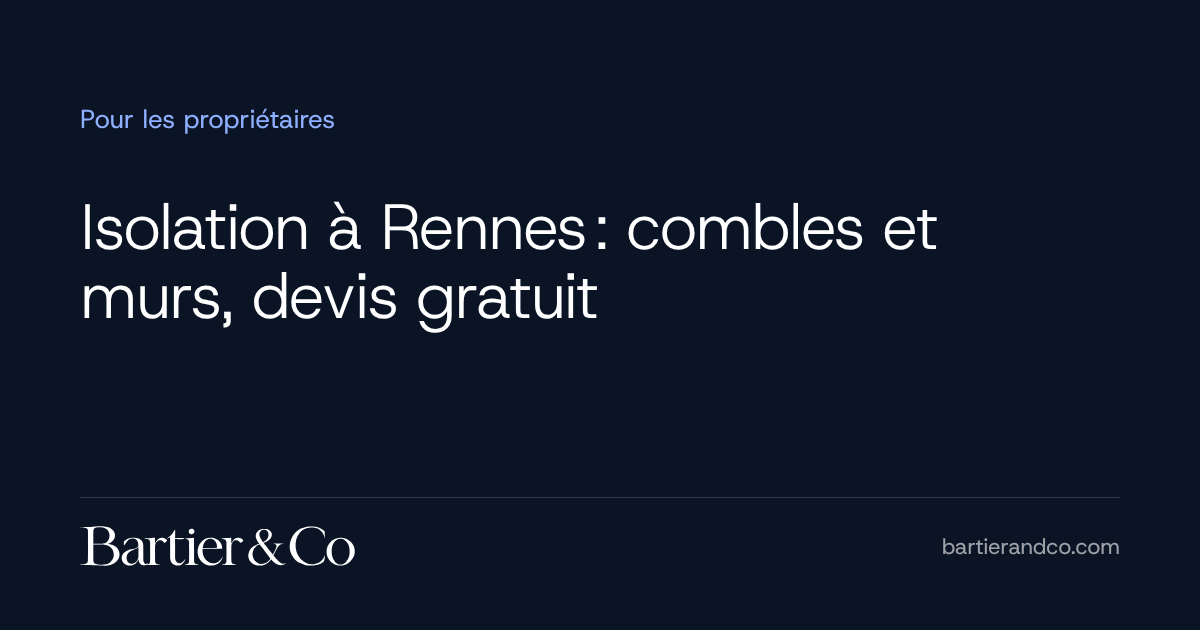 Pour les propriétaires
Isolation à Rennes : combles et
murs, devis gratuit
Bartier & Co
bartierandco.com